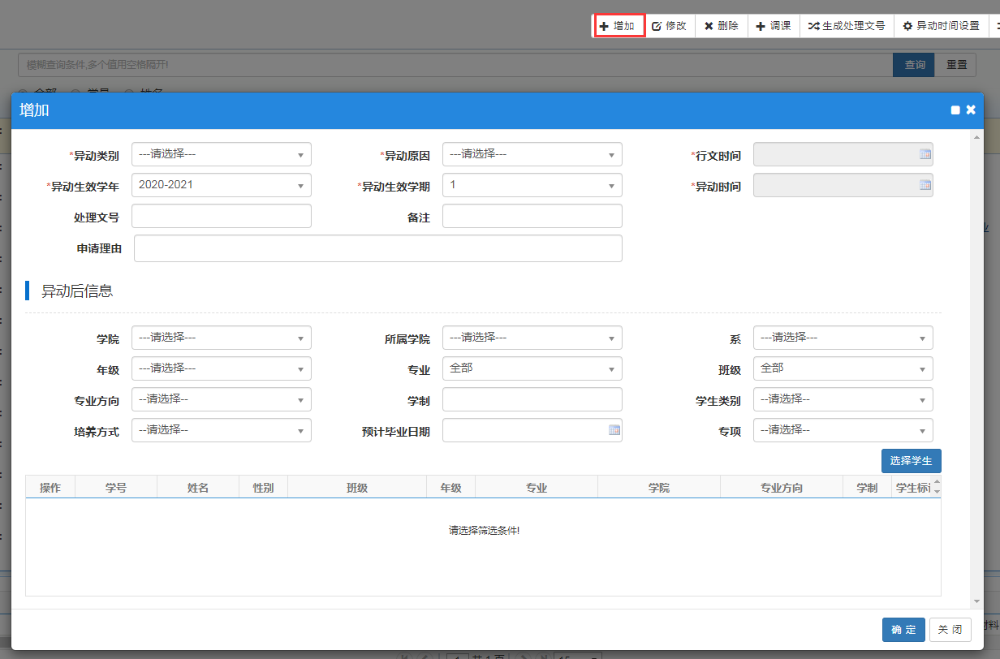 增加 修改 删除 调课 生成处理文号 异动时间设置
模糊查询条件,多个值用空格隔开! 查询 重置
增加
*异动类别 ---请选择--- *异动原因 ---请选择--- *行文时间
*异动生效学年 2020-2021 *异动生效学期 1 *异动时间
处理文号 备注
申请理由
异动后信息
学院 ---请选择--- 所属学院 ---请选择--- 系 ---请选择---
年级 ---请选择--- 专业 全部 班级 全部
专业方向 --请选择-- 学制 学生类别 --请选择--
培养方式 --请选择-- 预计毕业日期 专项 --请选择--
选择学生
操作 学号 姓名 性别 班级 年级 专业 学院 专业方向 学制 学生标
请选择筛选条件!
确 定 关 闭
材料